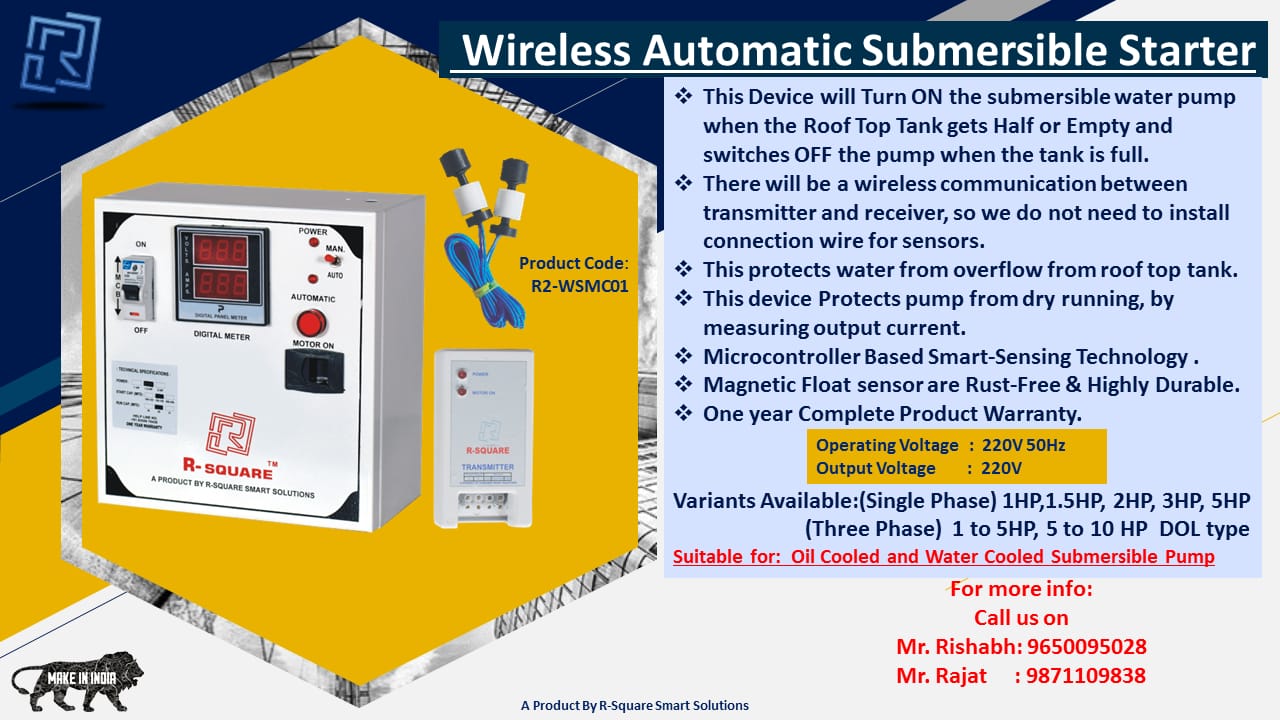 Wireless Automatic Submersible Starter
❖ This Device will Turn ON the submersible water pump
when the Roof Top Tank gets Half or Empty and
switches OFF the pump when the tank is full.
❖ There will be a wireless communication between
transmitter and receiver, so we do not need to install
connection wire for sensors.
❖ This protects water from overflow from roof top tank.
❖ This device Protects pump from dry running, by
measuring output current.
❖ Microcontroller Based Smart-Sensing Technology .
❖ Magnetic Float sensor are Rust-Free & Highly Durable.
❖ One year Complete Product Warranty.
Operating Voltage : 220V 50Hz
Output Voltage : 220V
Variants Available:(Single Phase) 1HP,1.5HP, 2HP, 3HP, 5HP
(Three Phase) 1 to 5HP, 5 to 10 HP DOL type
Suitable for: Oil Cooled and Water Cooled Submersible Pump
For more info:
Call us on
Mr. Rishabh: 9650095028
Mr. Rajat : 9871109838
Product Code:
R2-WSMC01
ON
MCB
OFF
VOLTS
AMPS
DIGITAL PANEL METER
DIGITAL METER
POWER
MAN.
AUTO
AUTOMATIC
MOTOR ON
: TECHNICAL SPECIFICATIONS :
POWER :
START CAP. (MFD) :
RUN CAP. (MFD) :
HELP LINE NO.
ONE YEAR WARRANTY
R-SQUARE™
A PRODUCT BY R-SQUARE SMART SOLUTIONS
POWER
MOTOR ON
R-SQUARE
TRANSMITTER
MAKE IN INDIA
A Product By R-Square Smart Solutions